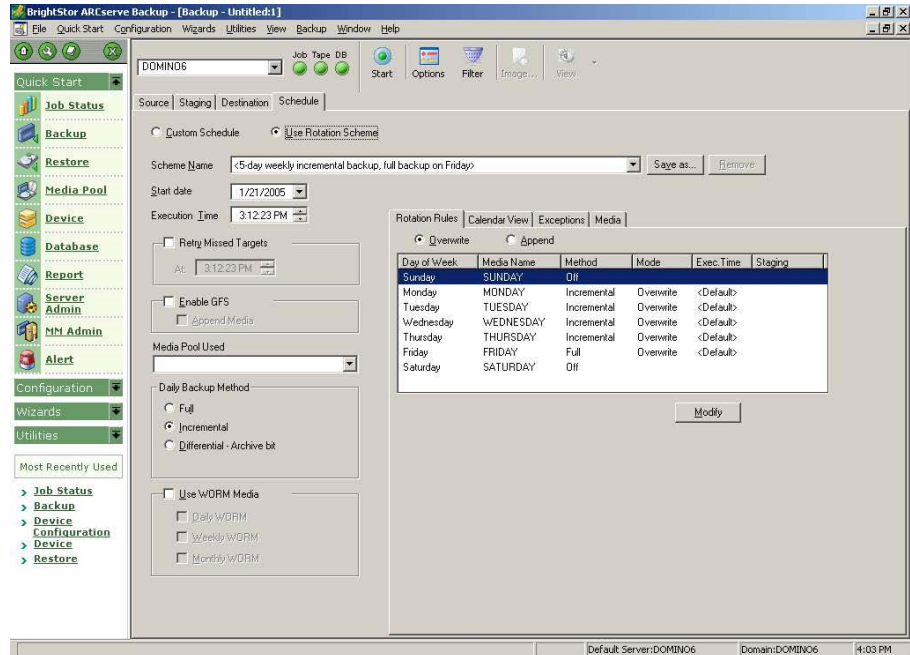 BrightStor ARCserve Backup - [Backup - Untitled:1]
File Quick Start Configuration Wizards Utilities View Backup Window Help
DOMINO6
Job Tape DB
Start Options Filter Image... View
Quick Start
Job Status
Backup
Restore
Media Pool
Device
Database
Report
Server
Admin
MM Admin
Alert
Configuration
Wizards
Utilities
Most Recently Used
Job Status
Backup
Device
Configuration
Device
Restore
Source Staging Destination Schedule
Custom Schedule Use Rotation Scheme
Scheme Name <5-day weekly incremental backup, full backup on Friday> Save as... Remove
Start date 1/21/2005
Execution Time 3:12:23 PM
Retry Missed Targets
At: 3:12:23 PM
Enable GFS
Append Media
Media Pool Used
Daily Backup Method
Full
Incremental
Differential - Archive bit
Use WORM Media
Daily WORM
Weekly WORM
Monthly WORM
Rotation Rules Calendar View Exceptions Media
Overwrite Append
Day of Week Media Name Method Mode Exec.Time Staging
Sunday SUNDAY Off
Monday MONDAY Incremental Overwrite <Default>
Tuesday TUESDAY Incremental Overwrite <Default>
Wednesday WEDNESDAY Incremental Overwrite <Default>
Thursday THURSDAY Incremental Overwrite <Default>
Friday FRIDAY Full Overwrite <Default>
Saturday SATURDAY Off
Modify
Default Server:DOMINO6 Domain:DOMINO6 4:03 PM